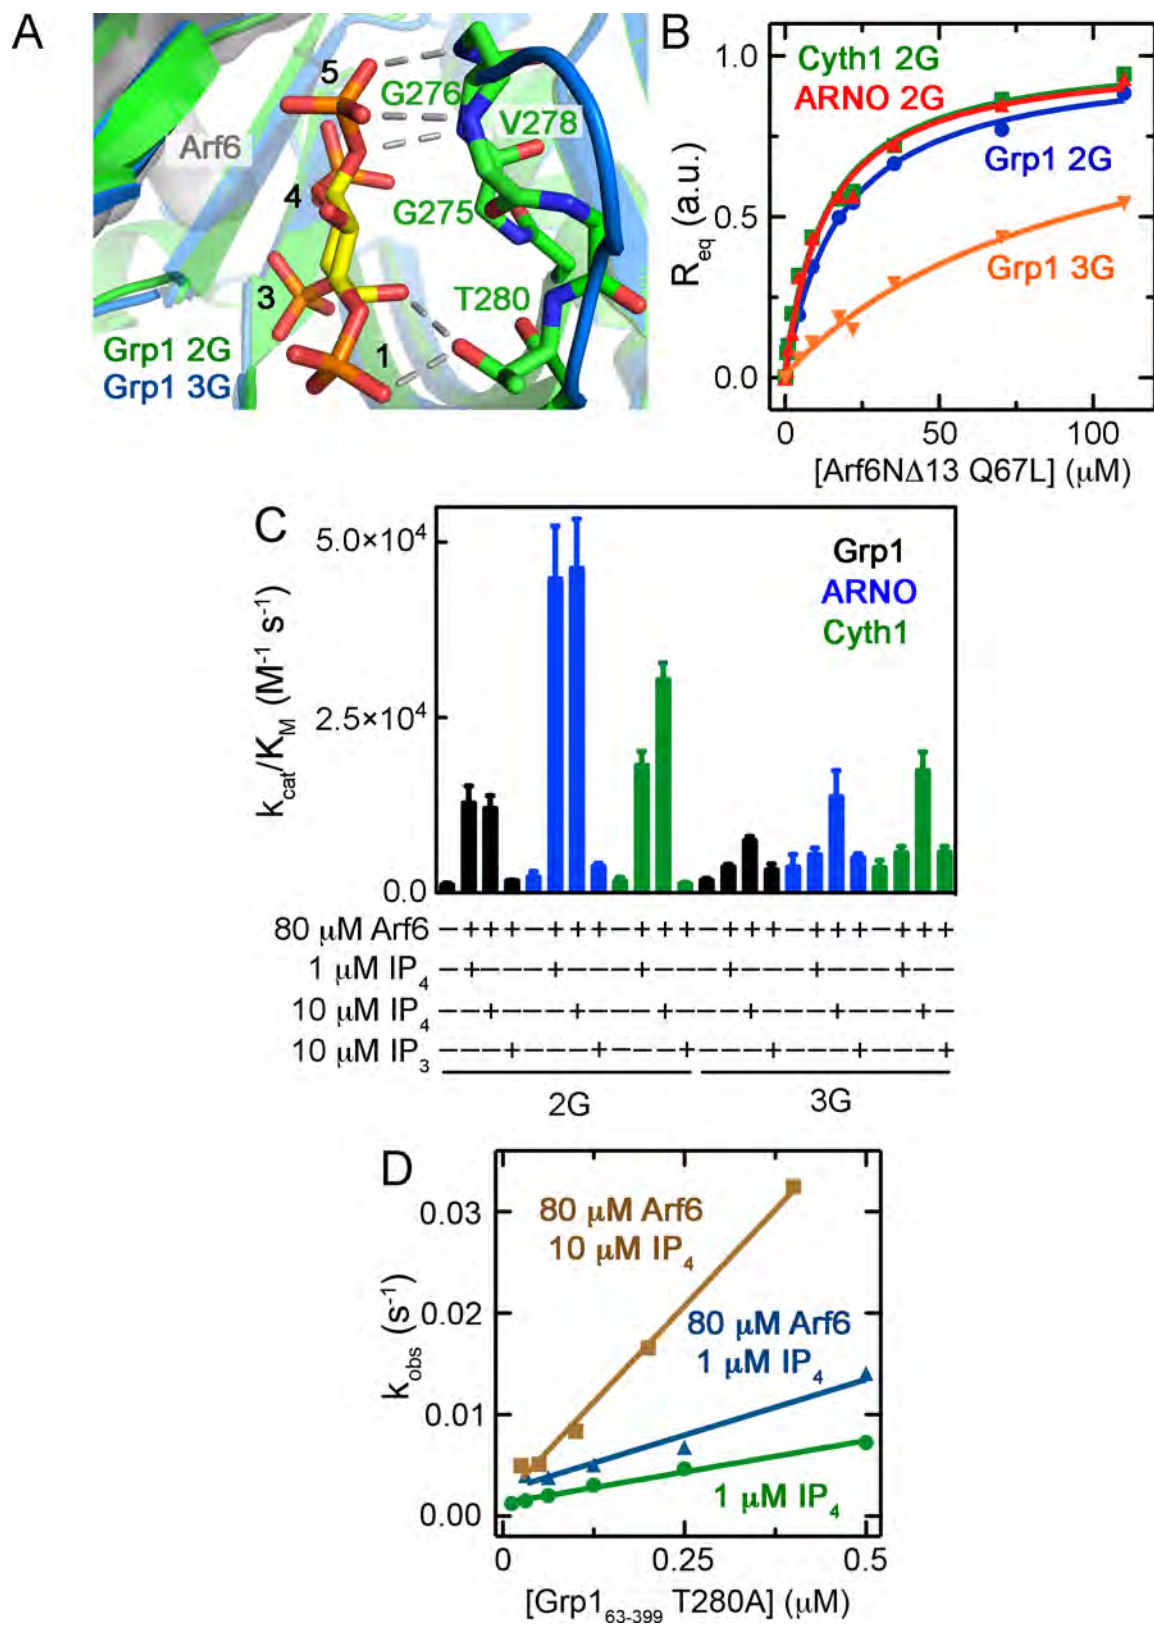 A
5
G276
V278
Arf6
4
G275
3
T280
1
Grp1 2G
Grp1 3G
B
1.0
0.5
0.0
R_eq (a.u.)
Cyth1 2G
ARNO 2G
Grp1 2G
Grp1 3G
0 50 100
[Arf6NΔ13 Q67L] (μM)
C
5.0×10⁴
2.5×10⁴
0.0
k_cat/K_M (M⁻¹ s⁻¹)
Grp1
ARNO
Cyth1
80 μM Arf6 −+++−+++−+++−+++−+++−+++
1 μM IP₄ −+−−−+−−−+−−−+−−−+−−−+−−
10 μM IP₄ −−+−−−+−−−+−−−+−−−+−−−+−
10 μM IP₃ −−−+−−−+−−−+−−−+−−−+−−−+
2G 3G
D
0.03
0.02
0.01
0.00
k_obs (s⁻¹)
80 μM Arf6
10 μM IP₄
80 μM Arf6
1 μM IP₄
1 μM IP₄
0 0.25 0.5
[Grp1₆₃₋₃₉₉ T280A] (μM)